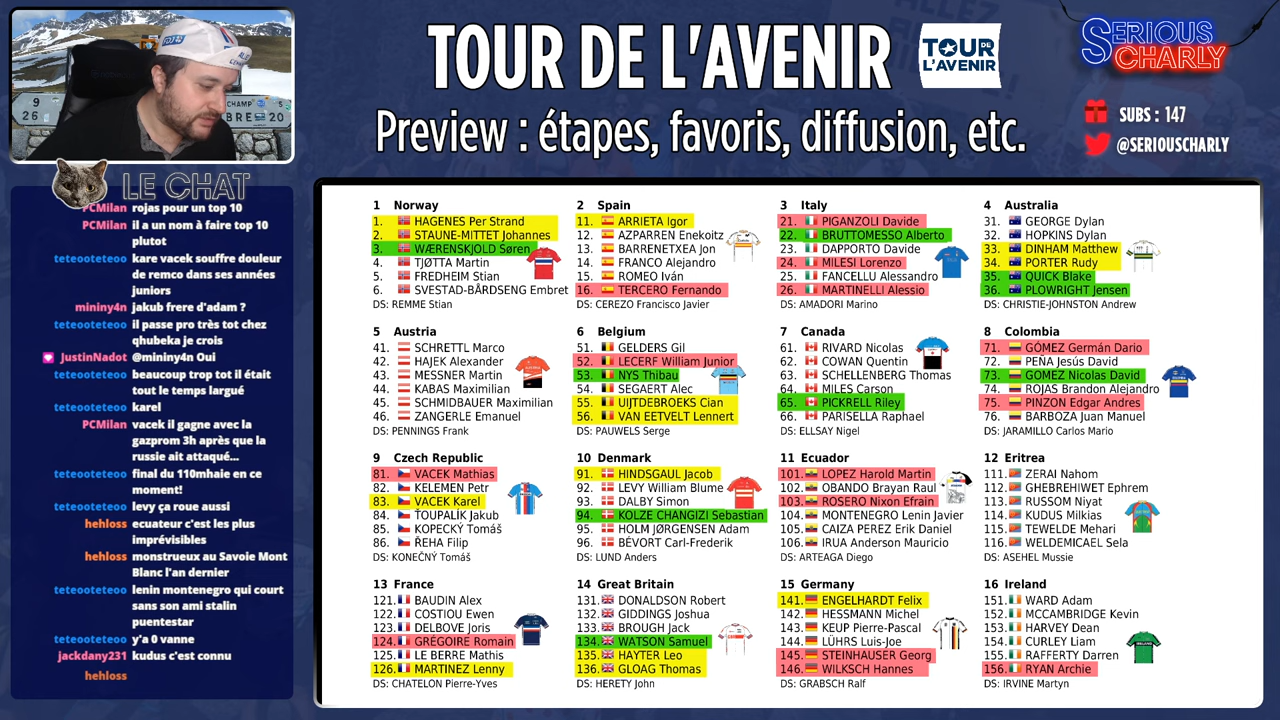 TOUR DE L'AVENIR
TOUR DE L'AVENIR
SERIOUS CHARLY
Preview : étapes, favoris, diffusion, etc.
SUBS : 147
@SERIOUSCHARLY
9
26
CHAMP
5
BRE
20
LE CHAT
PCMilan rojas pour un top 10
PCMilan il a un nom à faire top 10
plutot
teteooteteoo kare vacek souffre douleur
de remco dans ses années
juniors
mininy4n jakub frere d'adam ?
teteooteteoo il passe pro très tot chez
qhubeka je crois
JustinNadot @mininy4n Oui
teteooteteoo beaucoup trop tot il était
tout le temps largué
teteooteteoo karel
PCMilan vacek il gagne avec la
gazprom 3h après que la
russie ait attaqué...
teteooteteoo final du 110mhaie en ce
moment!
teteooteteoo levy ça roue aussi
hehloss ecuateur c'est les plus
imprévisibles
hehloss monstrueux au Savoie Mont
Blanc l'an dernier
teteooteteoo lenin montenegro qui court
sans son ami stalin
puentestar
teteooteteoo y'a 0 vanne
jackdany231 kudus c'est connu
hehloss
1 Norway
1. HAGENES Per Strand
2. STAUNE-MITTET Johannes
3. WÆRENSKJOLD Søren
4. TJØTTA Martin
5. FREDHEIM Stian
6. SVESTAD-BÅRDSENG Embret
DS: REMME Stian
2 Spain
11. ARRIETA Igor
12. AZPARREN Enekoitz
13. BARRENETXEA Jon
14. FRANCO Alejandro
15. ROMEO Iván
16. TERCERO Fernando
DS: CEREZO Francisco Javier
3 Italy
21. PIGANZOLI Davide
22. BRUTTOMESSO Alberto
23. DAPPORTO Davide
24. MILESI Lorenzo
25. FANCELLU Alessandro
26. MARTINELLI Alessio
DS: AMADORI Marino
4 Australia
31. GEORGE Dylan
32. HOPKINS Dylan
33. DINHAM Matthew
34. PORTER Rudy
35. QUICK Blake
36. PLOWRIGHT Jensen
DS: CHRISTIE-JOHNSTON Andrew
5 Austria
41. SCHRETTL Marco
42. HAJEK Alexander
43. MESSNER Martin
44. KABAS Maximilian
45. SCHMIDBAUER Maximilian
46. ZANGERLE Emanuel
DS: PENNINGS Frank
6 Belgium
51. GELDERS Gil
52. LECERF William Junior
53. NYS Thibau
54. SEGAERT Alec
55. UIJTDEBROEKS Cian
56. VAN EETVELT Lennert
DS: PAUWELS Serge
7 Canada
61. RIVARD Nicolas
62. COWAN Quentin
63. SCHELLENBERG Thomas
64. MILES Carson
65. PICKRELL Riley
66. PARISELLA Raphael
DS: ELLSAY Nigel
8 Colombia
71. GÓMEZ Germán Dario
72. PEÑA Jesús David
73. GÓMEZ Nicolas David
74. ROJAS Brandon Alejandro
75. PINZON Edgar Andres
76. BARBOZA Juan Manuel
DS: JARAMILLO Carlos Mario
9 Czech Republic
81. VACEK Mathias
82. KELEMEN Petr
83. VACEK Karel
84. ŤOUPALÍK Jakub
85. KOPECKÝ Tomáš
86. ŘEHA Filip
DS: KONEČNÝ Tomáš
10 Denmark
91. HINDSGAUL Jacob
92. LEVY William Blume
93. DALBY Simon
94. KOLZE CHANGIZI Sebastian
95. HOLM JØRGENSEN Adam
96. BÉVORT Carl-Frederik
DS: LUND Anders
11 Ecuador
101. LOPEZ Harold Martin
102. OBANDO Brayan Raul
103. ROSERO Nixon Efrain
104. MONTENEGRO Lenin Javier
105. CAIZA PEREZ Erik Daniel
106. IRUA Anderson Mauricio
DS: ARTEAGA Diego
12 Eritrea
111. ZERAI Nahom
112. GHEBREHIWET Ephrem
113. RUSSOM Niyat
114. KUDUS Milkias
115. TEWELDE Mehari
116. WELDEMICAEL Sela
DS: ASEHEL Mussie
13 France
121. BAUDIN Alex
122. COSTIOU Ewen
123. DELBOVE Joris
124. GRÉGOIRE Romain
125. LE BERRE Mathis
126. MARTINEZ Lenny
DS: CHATELON Pierre-Yves
14 Great Britain
131. DONALDSON Robert
132. GIDDINGS Joshua
133. BROUGH Jack
134. WATSON Samuel
135. HAYTER Leo
136. GLOAG Thomas
DS: HERETY John
15 Germany
141. ENGELHARDT Felix
142. HESSMANN Michel
143. KEUP Pierre-Pascal
144. LÜHRS Luis-Joe
145. STEINHAUSER Georg
146. WILKSCH Hannes
DS: GRABSCH Ralf
16 Ireland
151. WARD Adam
152. MCCAMBRIDGE Kevin
153. HARVEY Dean
154. CURLEY Liam
155. RAFFERTY Darren
156. RYAN Archie
DS: IRVINE Martyn